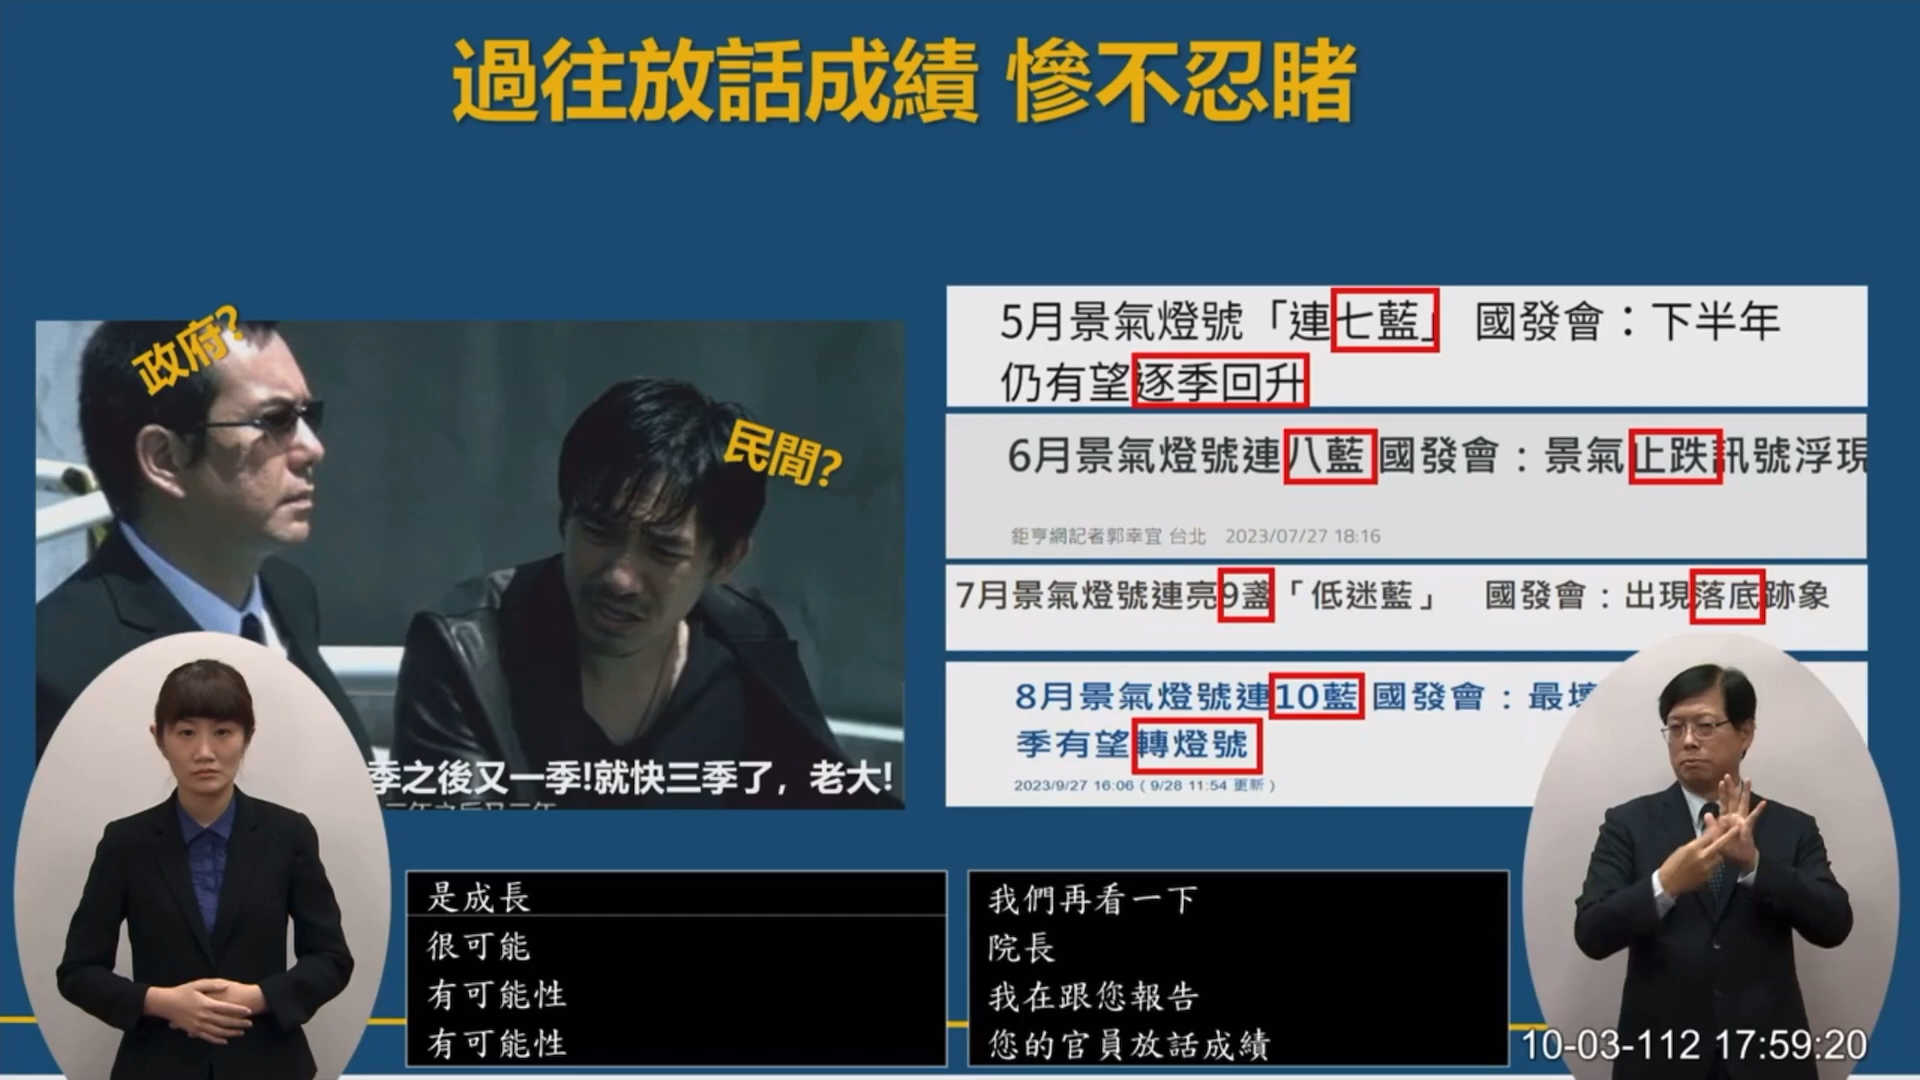 過往放話成績 慘不忍睹
政府?
民間?
季之後又一季!就快三季了，老大!
5月景氣燈號「連七藍」 國發會：下半年
仍有望逐季回升
6月景氣燈號連八藍 國發會：景氣止跌訊號浮現
鉅亨網記者郭幸宜 台北 2023/07/27 18:16
7月景氣燈號連亮9盞「低迷藍」 國發會：出現落底跡象
8月景氣燈號連10藍 國發會：最壞
季有望轉燈號
2023/9/27 16:06（9/28 11:54 更新）
是成長
很可能
有可能性
有可能性
我們再看一下
院長
我在跟您報告
您的官員放話成績
10-03-112 17:59:20